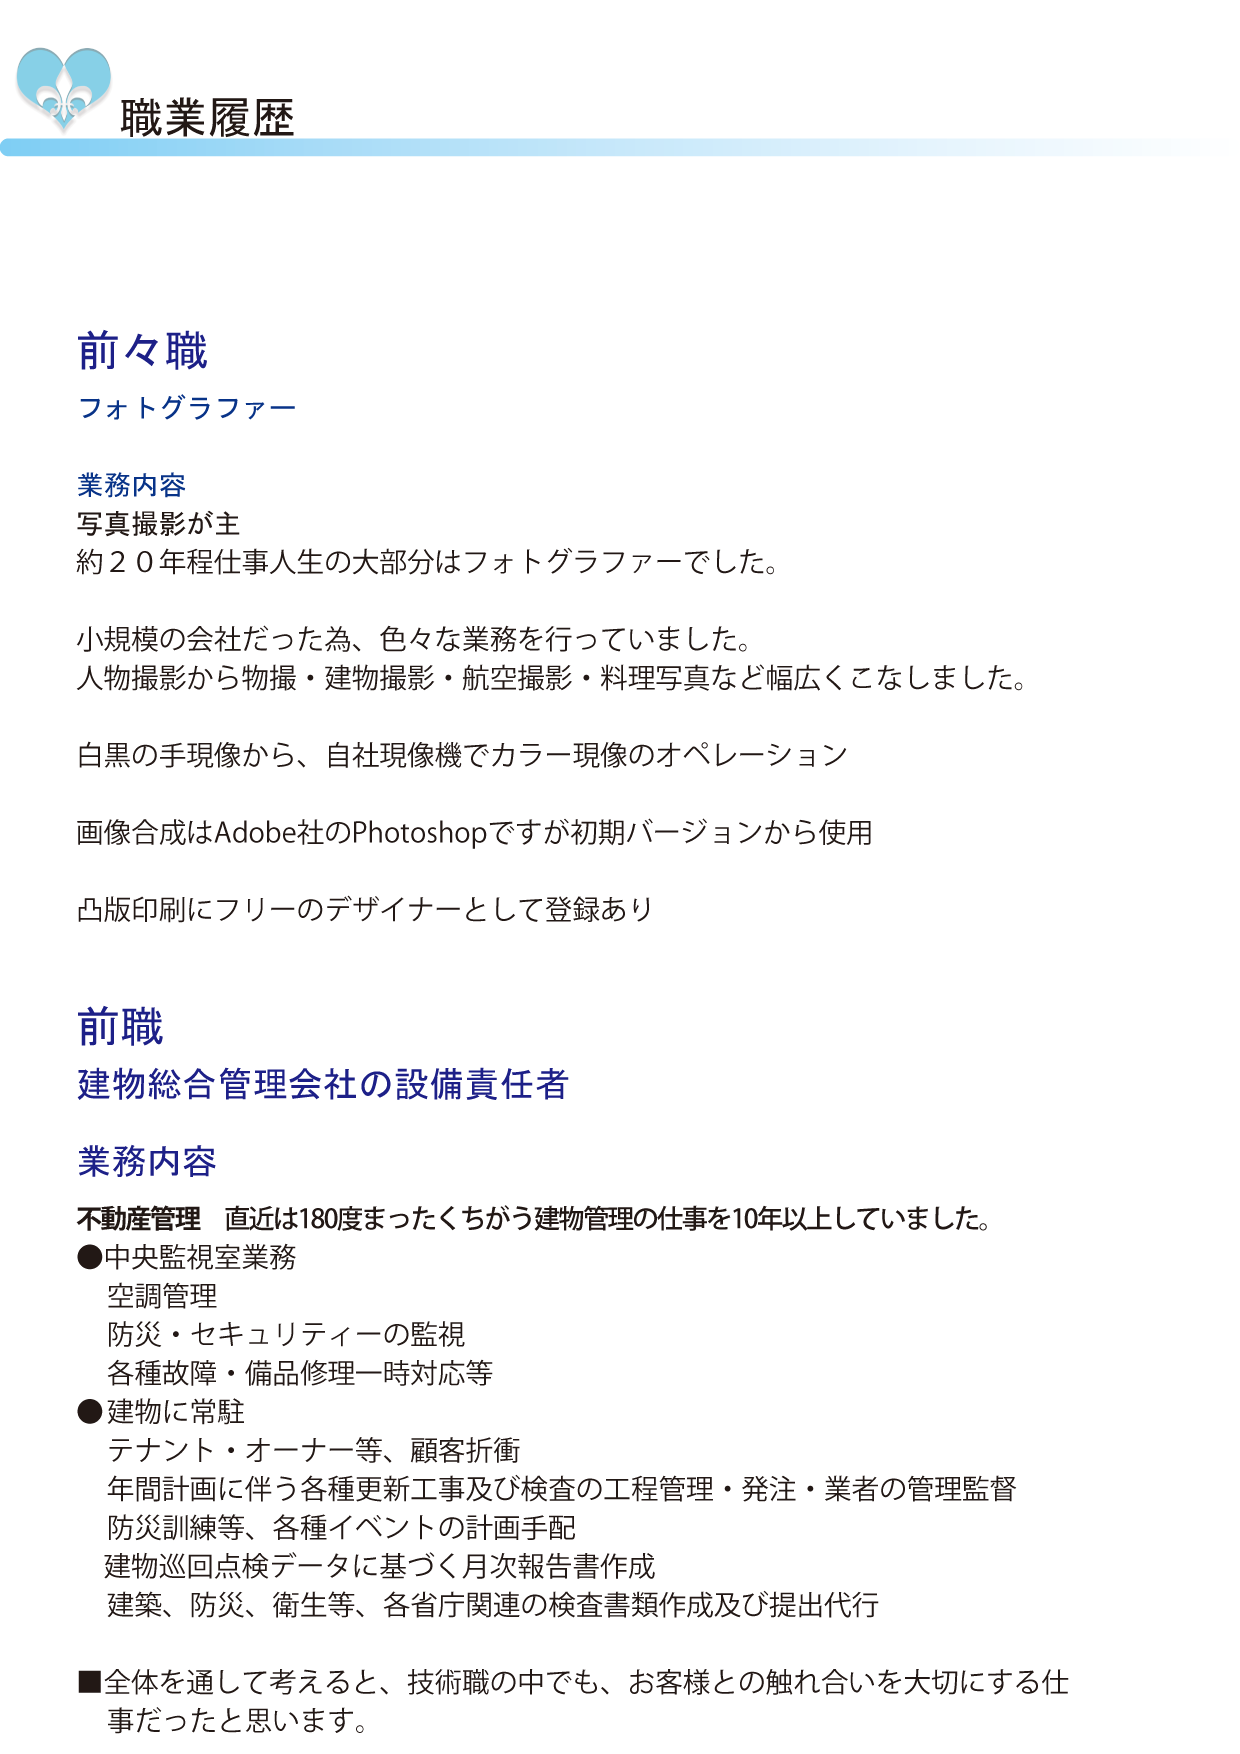 職業履歴
前々職
フォトグラファー
業務内容
写真撮影が主
約２０年程仕事人生の大部分はフォトグラファーでした。
小規模の会社だった為、色々な業務を行っていました。
人物撮影から物撮・建物撮影・航空撮影・料理写真など幅広くこなしました。
白黒の手現像から、自社現像機でカラー現像のオペレーション
画像合成はAdobe社のPhotoshopですが初期バージョンから使用
凸版印刷にフリーのデザイナーとして登録あり
前職
建物総合管理会社の設備責任者
業務内容
不動産管理　直近は180度まったくちがう建物管理の仕事を10年以上していました。
●中央監視室業務
空調管理
防災・セキュリティーの監視
各種故障・備品修理一時対応等
●建物に常駐
テナント・オーナー等、顧客折衝
年間計画に伴う各種更新工事及び検査の工程管理・発注・業者の管理監督
防災訓練等、各種イベントの計画手配
建物巡回点検データに基づく月次報告書作成
建築、防災、衛生等、各省庁関連の検査書類作成及び提出代行
■全体を通して考えると、技術職の中でも、お客様との触れ合いを大切にする仕
事だったと思います。